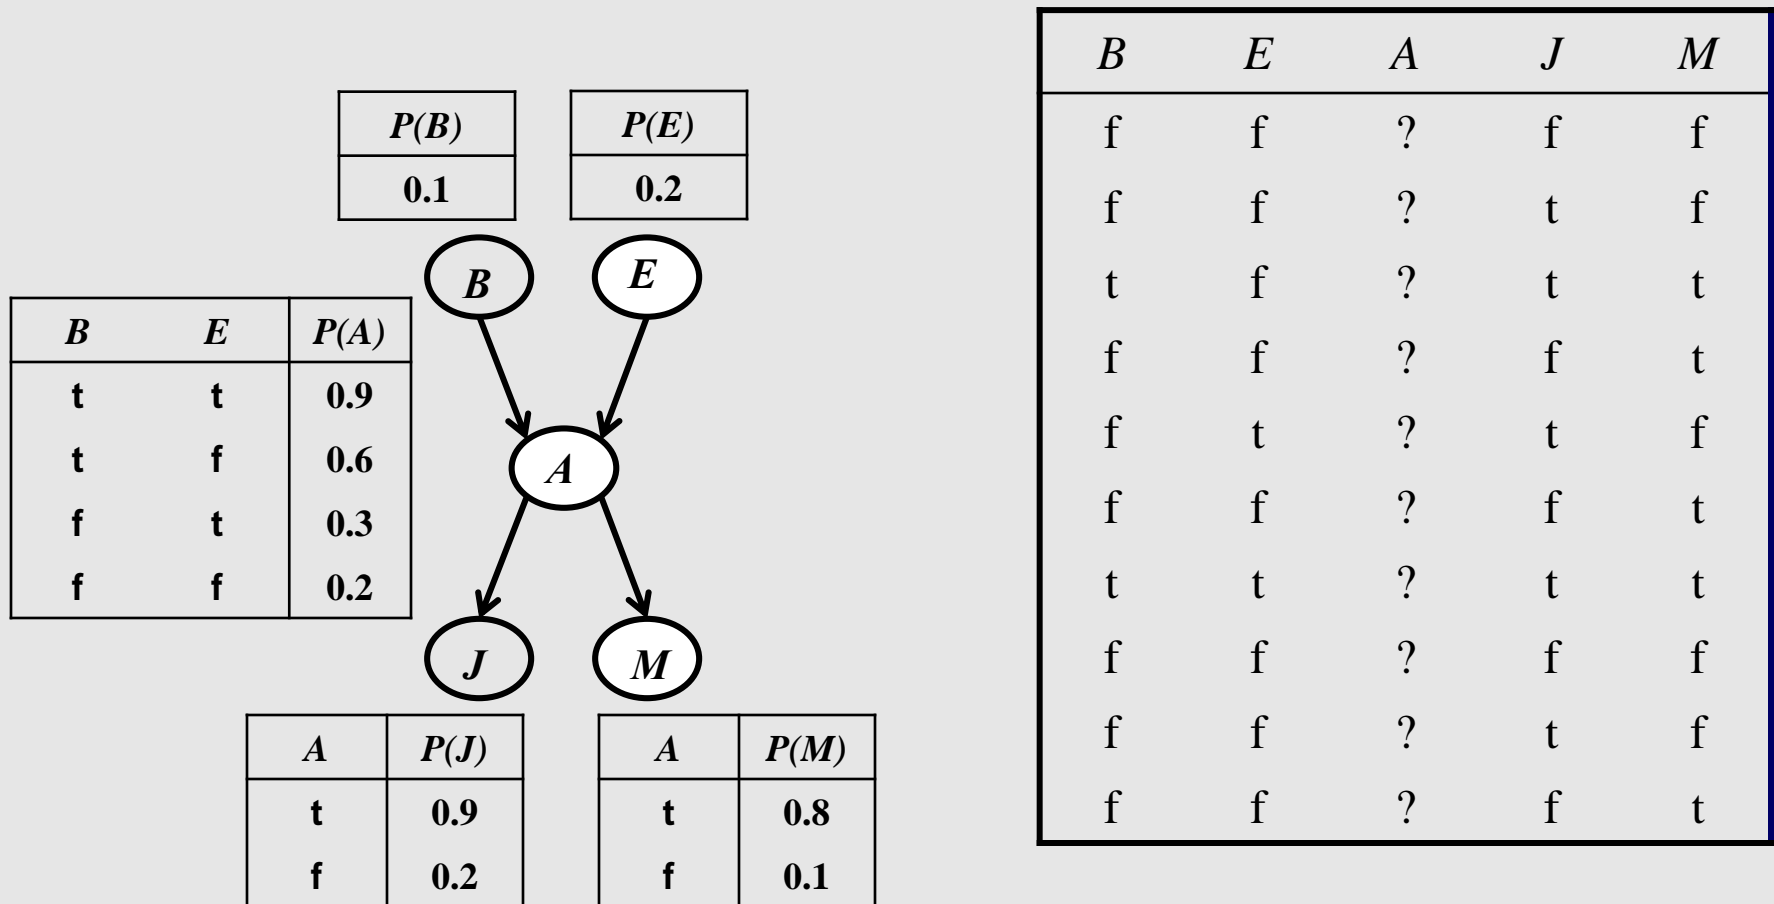 P(B)
0.1
P(E)
0.2
B E
B E P(A)
t t 0.9
t f 0.6
f t 0.3
f f 0.2
A
J M
A P(J)
t 0.9
f 0.2
A P(M)
t 0.8
f 0.1
B E A J M
f f ? f f
f f ? t f
t f ? t t
f f ? f t
f t ? t f
f f ? f t
t t ? t t
f f ? f f
f f ? t f
f f ? f t